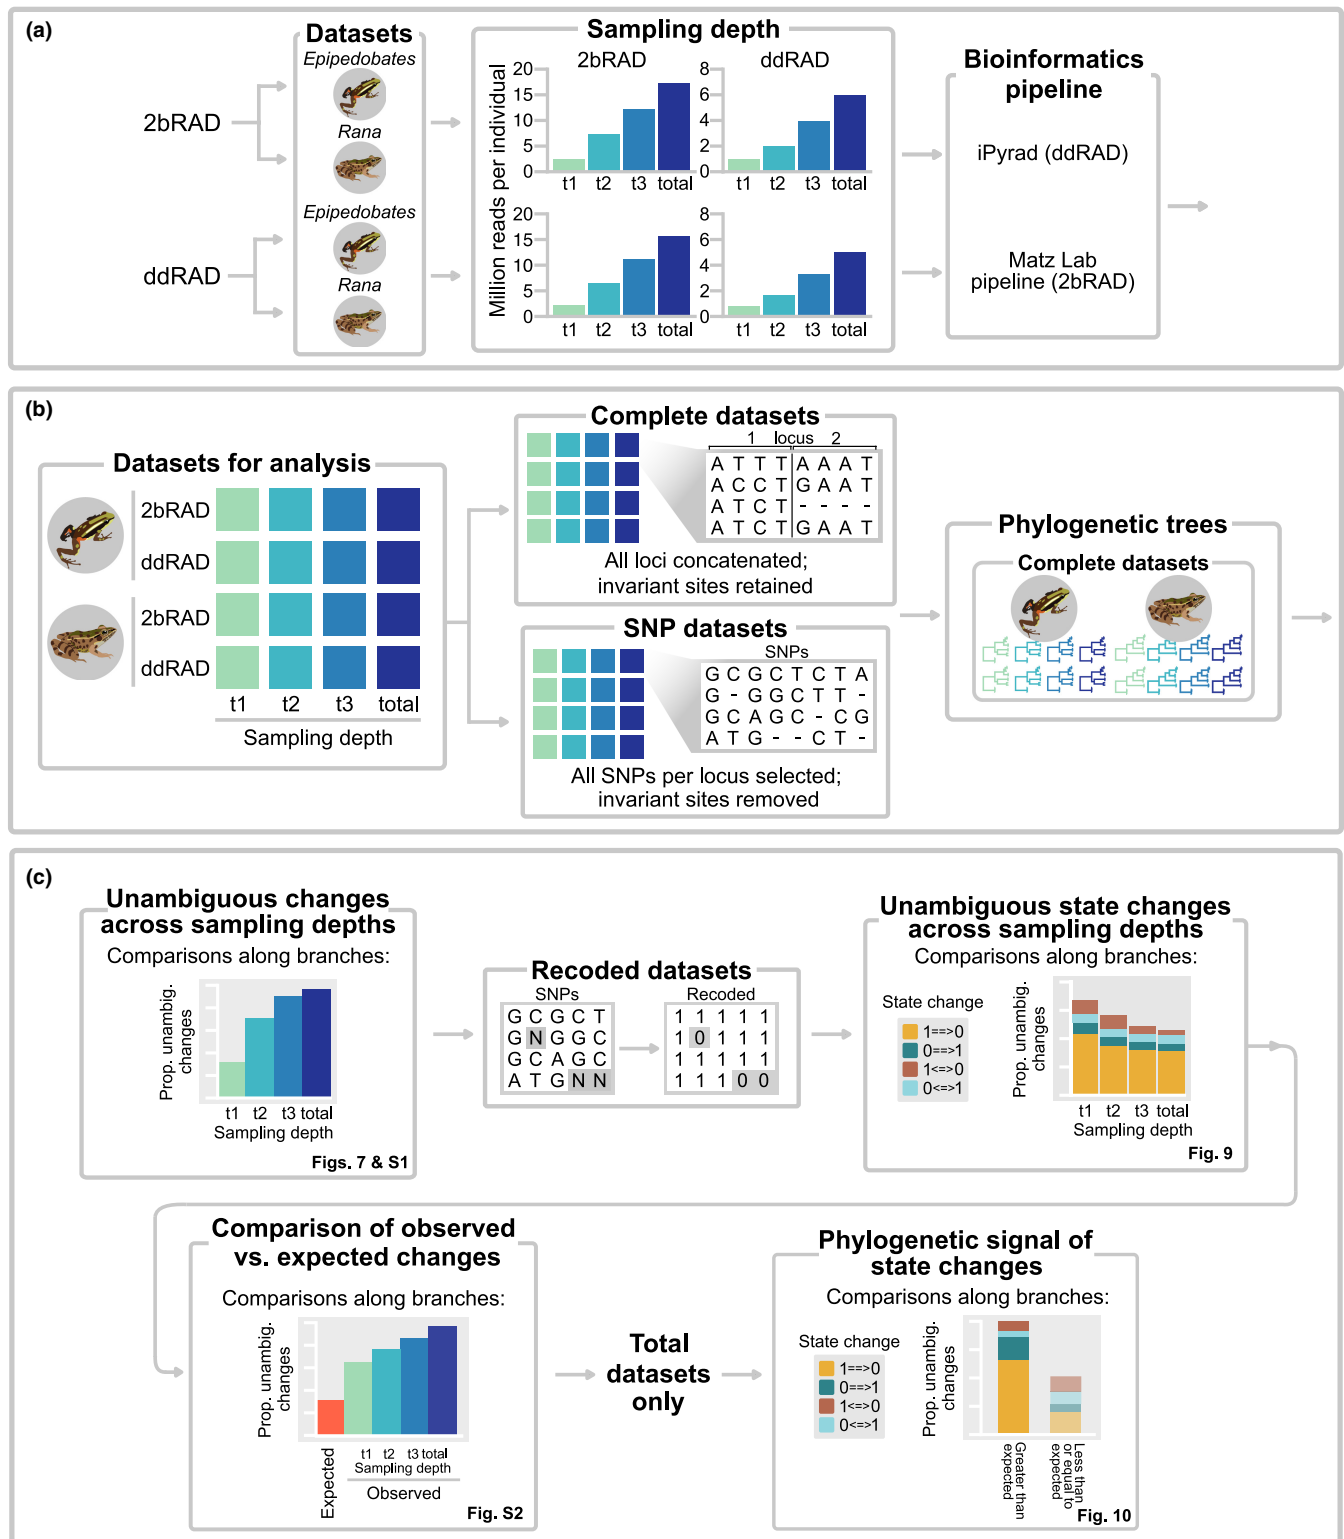 (a)
Datasets
Sampling depth
Epipedobates
2bRAD
ddRAD
Bioinformatics
pipeline
2bRAD
Rana
Million reads per individual
20
15
10
5
0
t1 t2 t3 total
8
6
4
2
0
t1 t2 t3 total
iPyrad (ddRAD)
Epipedobates
ddRAD
Rana
20
15
10
5
0
t1 t2 t3 total
8
6
4
2
0
t1 t2 t3 total
Matz Lab
pipeline (2bRAD)
(b)
Datasets for analysis
2bRAD
ddRAD
2bRAD
ddRAD
t1 t2 t3 total
Sampling depth
Complete datasets
1 locus 2
A T T T A A A T
A C C T G A A T
A T C T - - - -
A T C T G A A T
All loci concatenated;
invariant sites retained
SNP datasets
SNPs
G C G C T C T A
G - G G C T T -
G C A G C - C G
A T G - - C T -
All SNPs per locus selected;
invariant sites removed
Phylogenetic trees
Complete datasets
(c)
Unambiguous changes
across sampling depths
Comparisons along branches:
Prop. unambig.
changes
t1 t2 t3 total
Sampling depth
Figs. 7 & S1
Recoded datasets
SNPs
G C G C T
G N G G C
G C A G C
A T G N N
Recoded
1 1 1 1 1
1 0 1 1 1
1 1 1 1 1
1 1 1 0 0
Unambiguous state changes
across sampling depths
Comparisons along branches:
State change
1==>0
0==>1
1<=>0
0<=>1
Prop. unambig.
changes
t1 t2 t3 total
Sampling depth
Fig. 9
Comparison of observed
vs. expected changes
Comparisons along branches:
Prop. unambig.
changes
Expected
t1 t2 t3 total
Sampling depth
Observed
Fig. S2
Total
datasets
only
Phylogenetic signal of
state changes
Comparisons along branches:
State change
1==>0
0==>1
1<=>0
0<=>1
Prop. unambig.
changes
Greater than
expected
Less than
or equal to
expected
Fig. 10